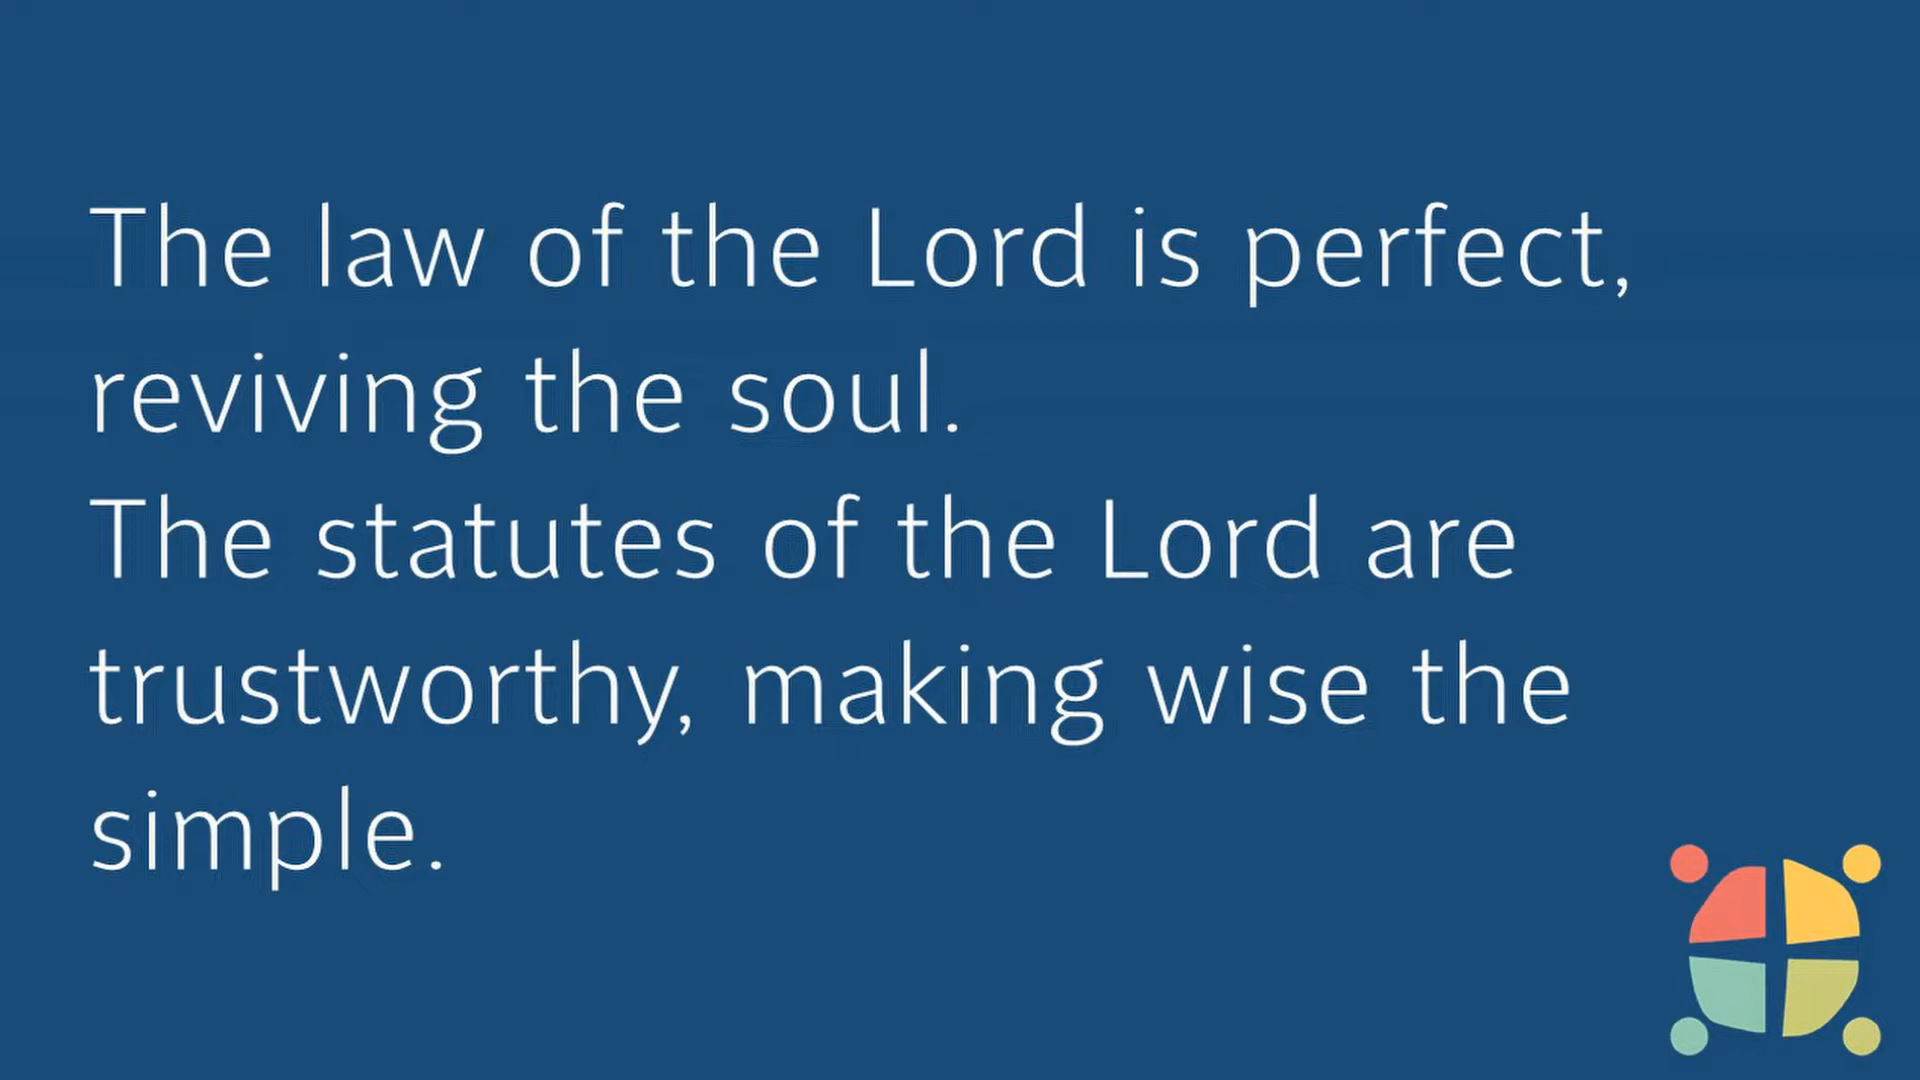 The law of the Lord is perfect,
reviving the soul.
The statutes of the Lord are
trustworthy, making wise the
simple.